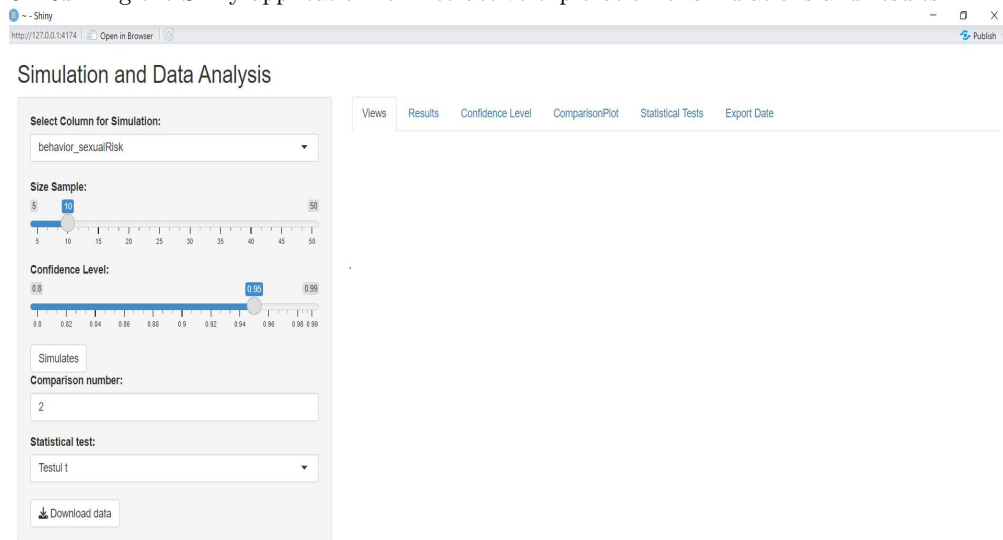 ~ - Shiny
http://127.0.0.1:4174 Open in Browser
Publish
Simulation and Data Analysis
Select Column for Simulation:
behavior_sexualRisk
Size Sample:
5 10 50
5 10 15 20 25 30 35 40 45 50
Confidence Level:
0.8 0.95 0.99
0.8 0.82 0.84 0.86 0.88 0.9 0.92 0.94 0.96 0.98 0.99
Simulates
Comparison number:
2
Statistical test:
Testul t
Download data
Views Results Confidence Level ComparisonPlot Statistical Tests Export Date